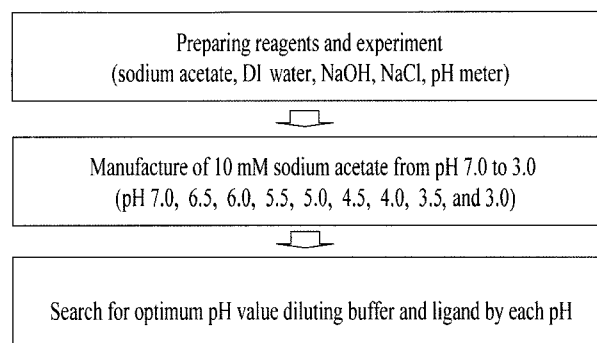 Preparing reagents and experiment
(sodium acetate, DI water, NaOH, NaCl, pH meter)
Manufacture of 10 mM sodium acetate from pH 7.0 to 3.0
(pH 7.0, 6.5, 6.0, 5.5, 5.0, 4.5, 4.0, 3.5, and 3.0)
Search for optimum pH value diluting buffer and ligand by each pH